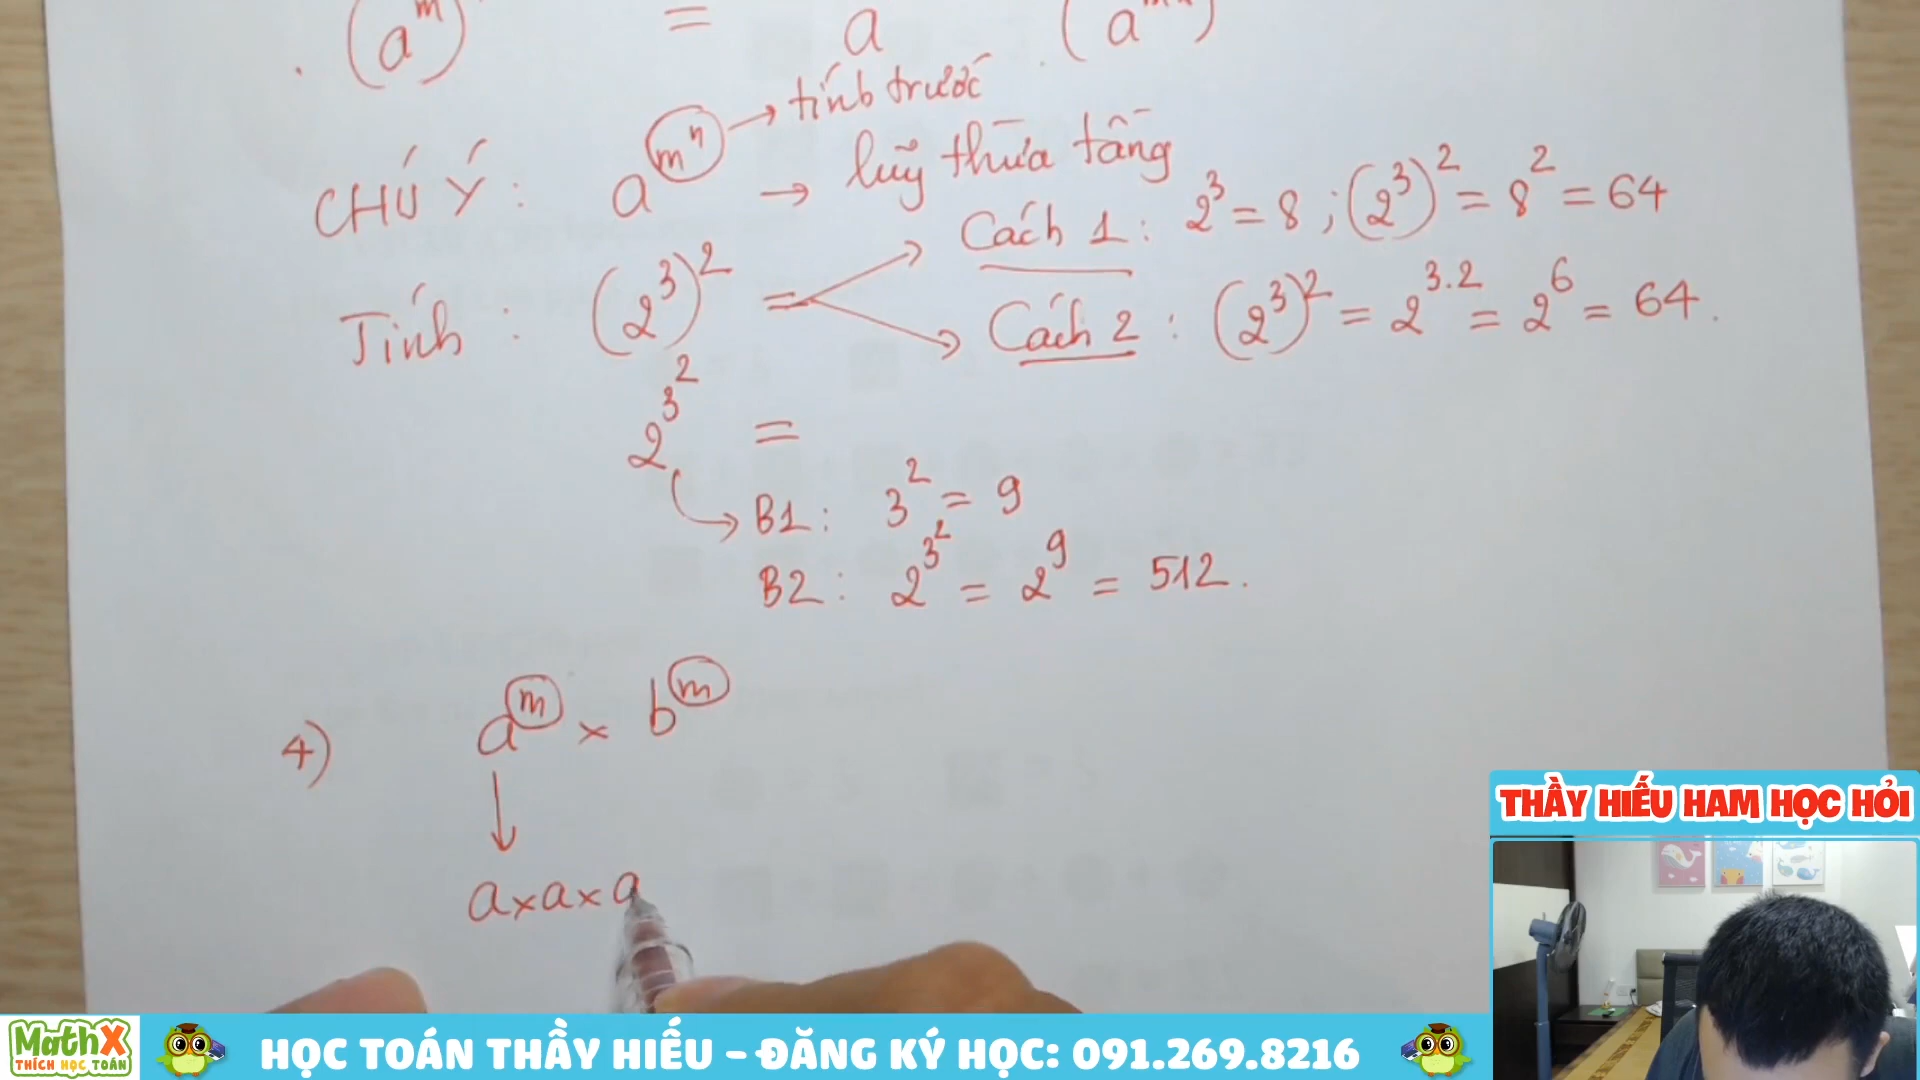 . (a^m) = a (a
→ tính trước
CHÚ Ý: a^m^n → luỹ thừa tầng
Tính: (2^3)^2 = Cách 1: 2^3 = 8 ; (2^3)^2 = 8^2 = 64
Cách 2: (2^3)^2 = 2^3.2 = 2^6 = 64.
2^3^2 =
B1: 3^2 = 9
B2: 2^3^2 = 2^9 = 512.
4) a^m × b^m
a×a×a
THẦY HIẾU HAM HỌC HỎI
MathX
THÍCH HỌC TOÁN
HỌC TOÁN THẦY HIẾU - ĐĂNG KÝ HỌC: 091.269.8216